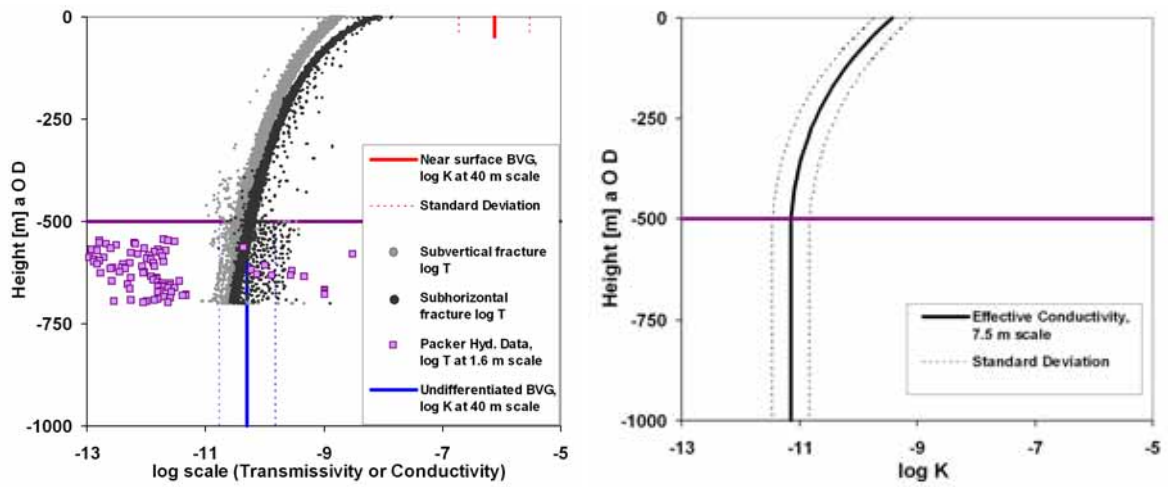 0
-250
-500
-750
-1000
Height [m] a O D
-13
-11
-9
-7
-5
log scale (Transmissivity or Conductivity)
Near surface BVG,
log K at 40 m scale
Standard Deviation
Subvertical fracture
log T
Subhorizontal
fracture log T
Packer Hyd. Data,
log T at 1.6 m scale
Undifferentiated BVG,
log K at 40 m scale
0
-250
-500
-750
-1000
Height [m] a O D
-13
-11
-9
-7
-5
log K
Effective Conductivity,
7.5 m scale
Standard Deviation